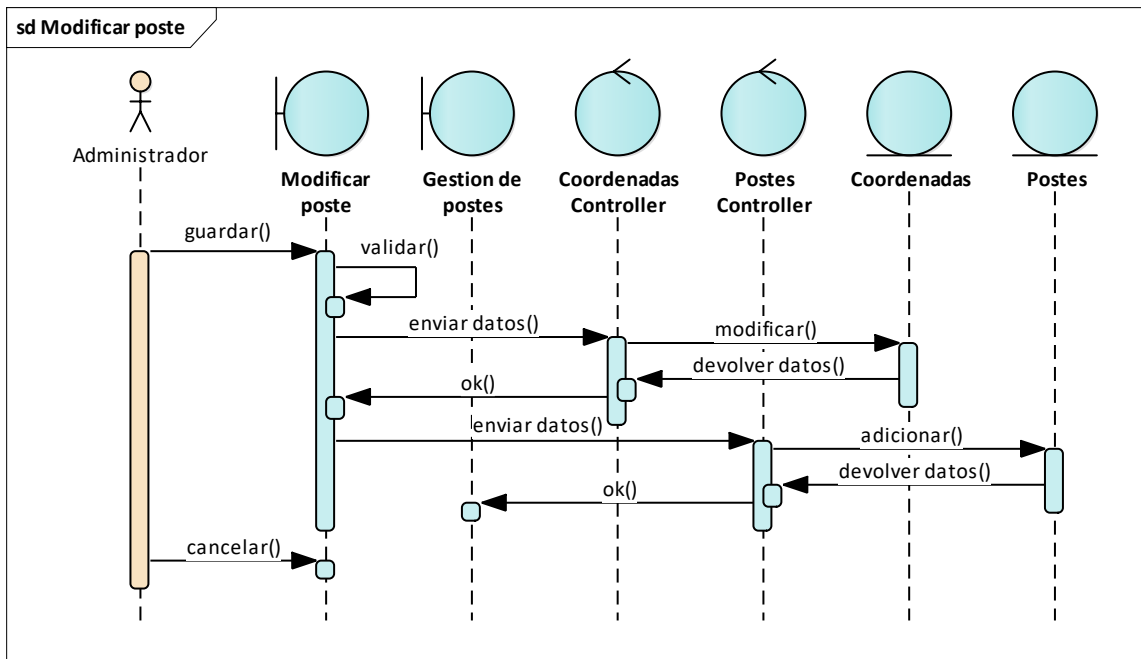 sd Modificar poste
Administrador
Modificar
poste
Gestion de
postes
Coordenadas
Controller
Postes
Controller
Coordenadas
Postes
guardar()
validar()
enviar datos()
modificar()
devolver datos()
ok()
enviar datos()
adicionar()
devolver datos()
ok()
cancelar()